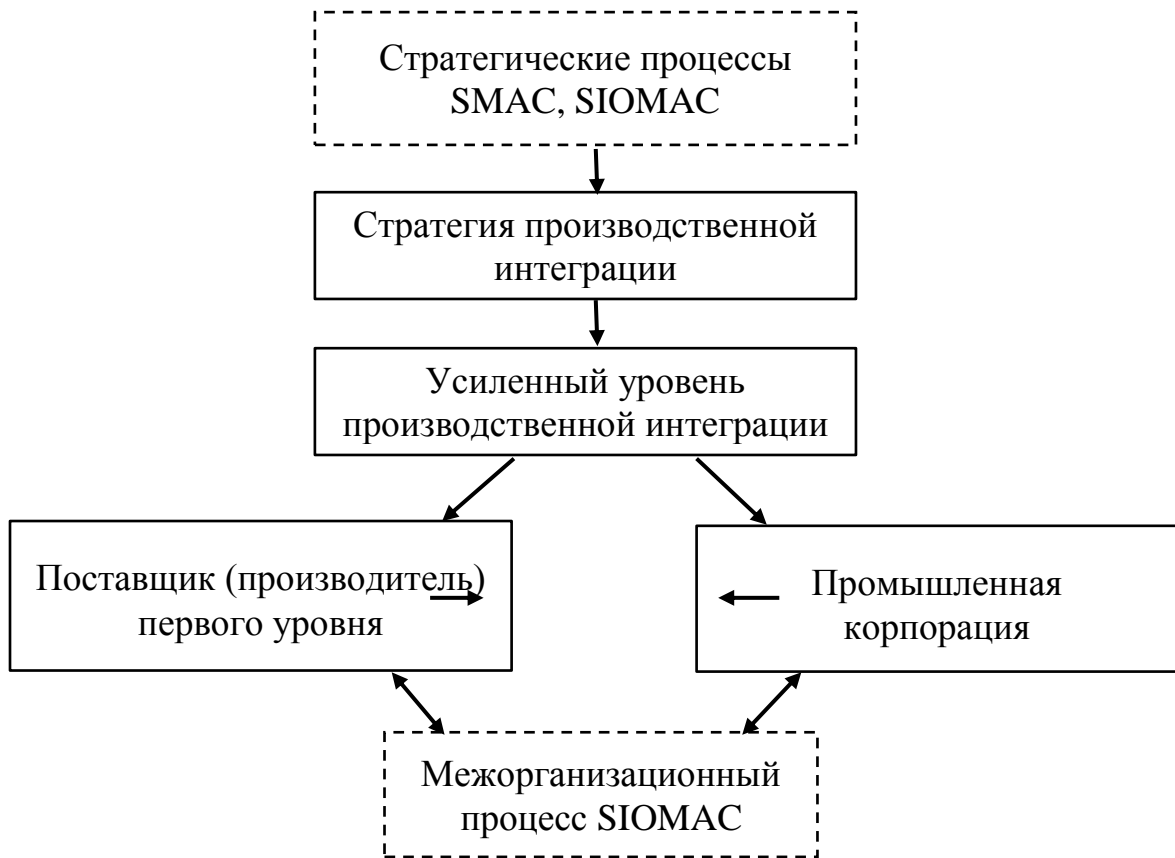 Стратегические процессы
SMAC, SIOMAC
Стратегия производственной
интеграции
Усиленный уровень
производственной интеграции
Поставщик (производитель)
первого уровня
Промышленная
корпорация
Межорганизационный
процесс SIOMAC